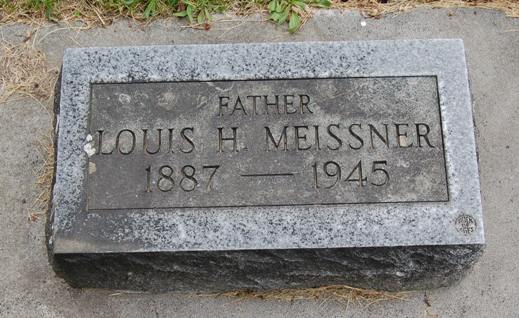 FATHER
LOUIS H. MEISSNER
1887 — 1945